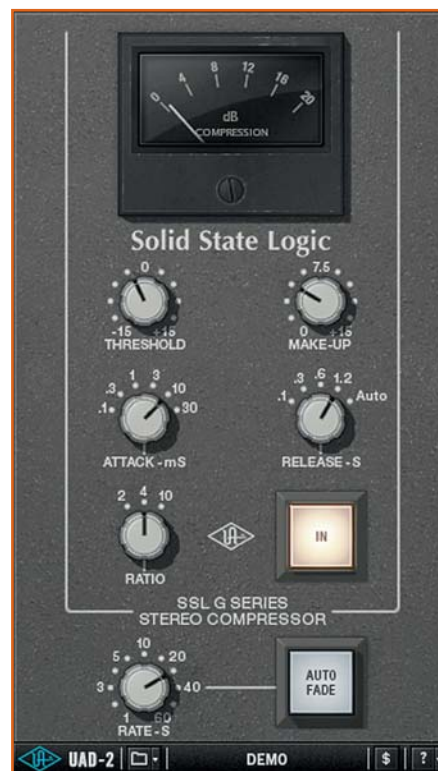 0 4 8 12 16 20
dB
COMPRESSION
Solid State Logic
0
-15 +15
THRESHOLD
7.5
0 +15
MAKE-UP
.1 .3 1 3 10 30
ATTACK-mS
.1 .3 .6 1.2 Auto
RELEASE-S
2 4 10
RATIO
UA
IN
SSL G SERIES
STEREO COMPRESSOR
3 5 10 20 40
1 60
RATE-S
AUTO
FADE
UA UAD-2 DEMO $ ?